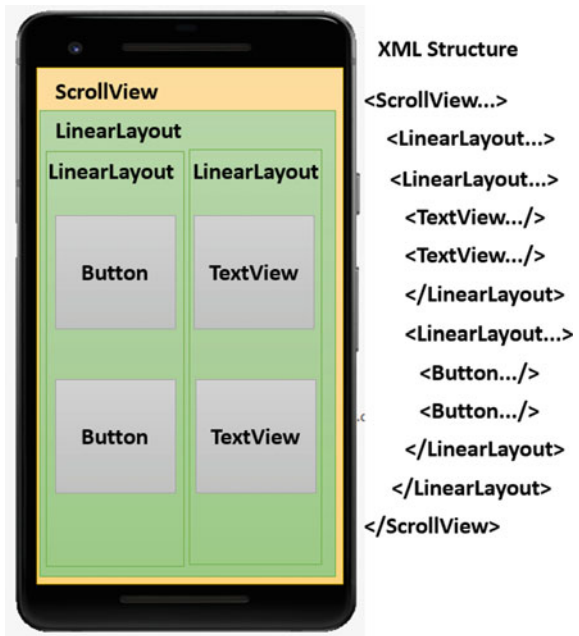 ScrollView
LinearLayout
LinearLayout LinearLayout
Button TextView
Button TextView
XML Structure
<ScrollView...>
<LinearLayout...>
<LinearLayout...>
<TextView.../>
<TextView.../>
</LinearLayout>
<LinearLayout...>
<Button.../>
<Button.../>
</LinearLayout>
</LinearLayout>
</ScrollView>